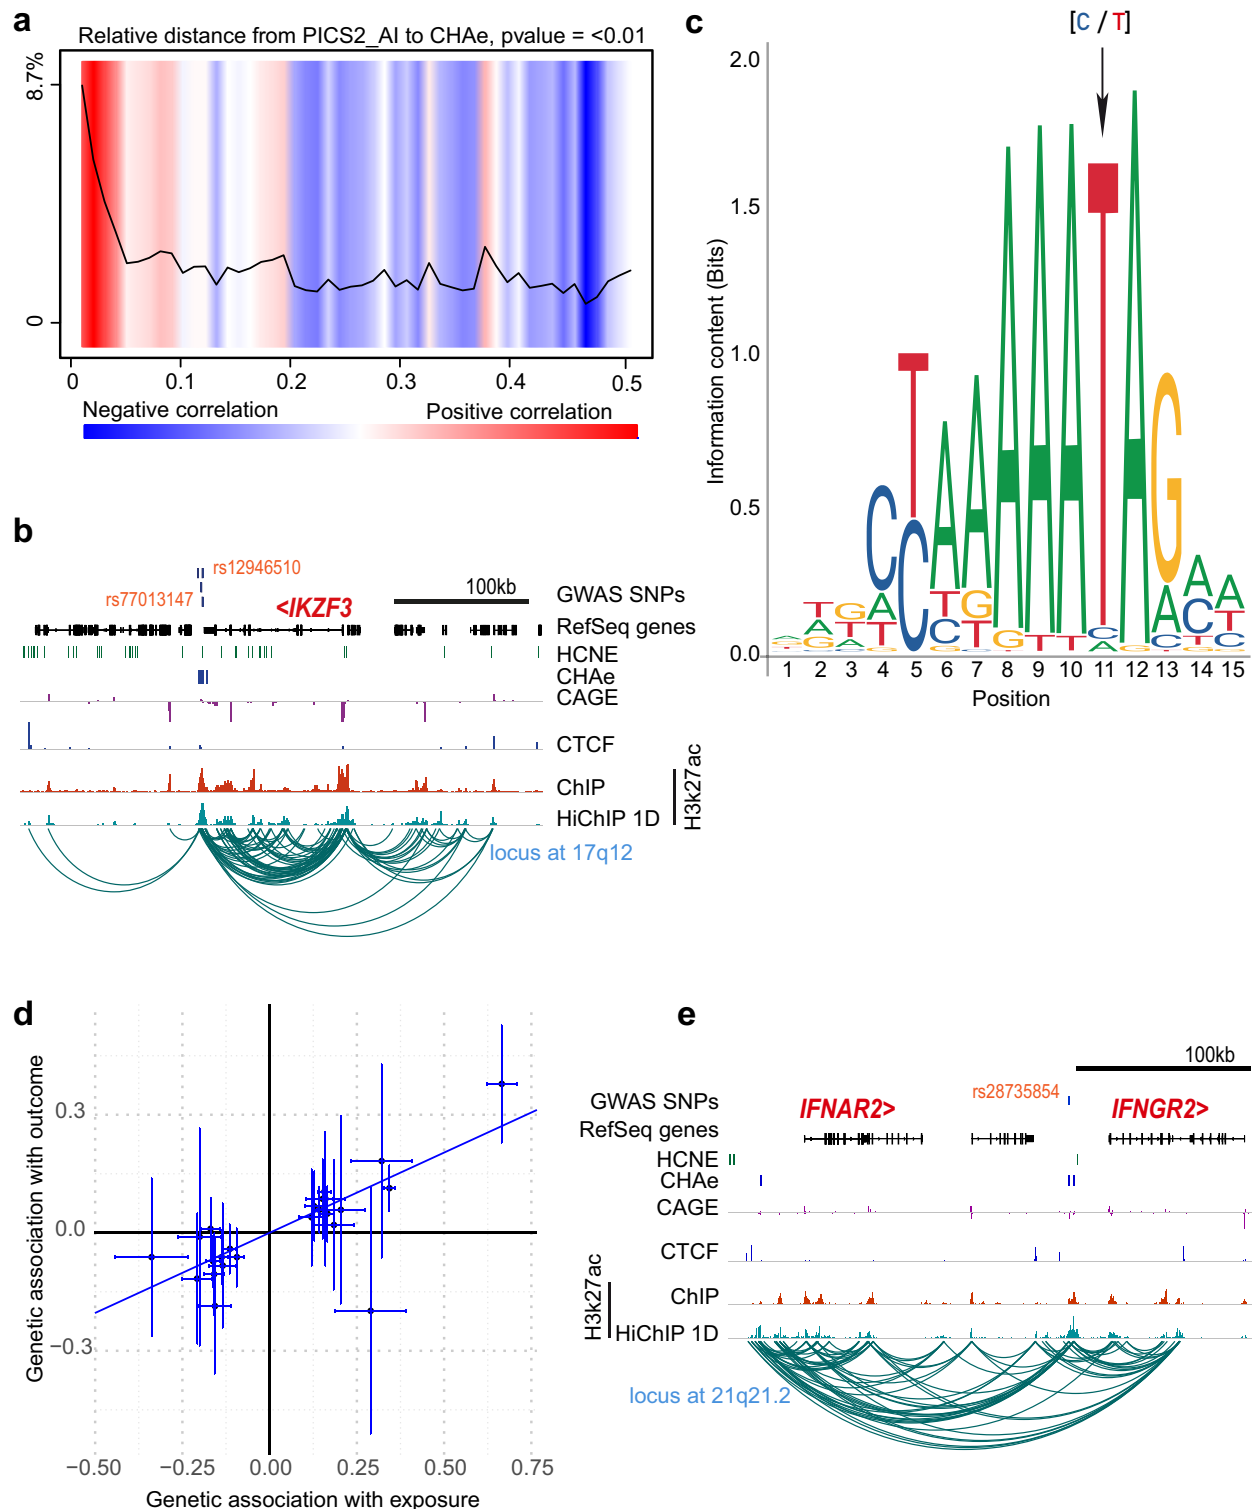 a
Relative distance from PICS2_AI to CHAe, pvalue = <0.01
8.7%
0
0 0.1 0.2 0.3 0.4 0.5
Negative correlation Positive correlation
b
rs12946510
rs77013147
<IKZF3
100kb
GWAS SNPs
RefSeq genes
HCNE
CHAe
CAGE
CTCF
ChIP
HiChIP 1D
H3k27ac
locus at 17q12
c
[C / T]
2.0
1.5
1.0
0.5
0.0
Information content (Bits)
1 2 3 4 5 6 7 8 9 10 11 12 13 14 15
Position
d
Genetic association with outcome
0.3
0.0
−0.3
−0.50 −0.25 0.00 0.25 0.50 0.75
Genetic association with exposure
e
100kb
rs28735854
GWAS SNPs
IFNAR2> IFNGR2>
RefSeq genes
HCNE
CHAe
CAGE
CTCF
ChIP
HiChIP 1D
H3k27ac
locus at 21q21.2